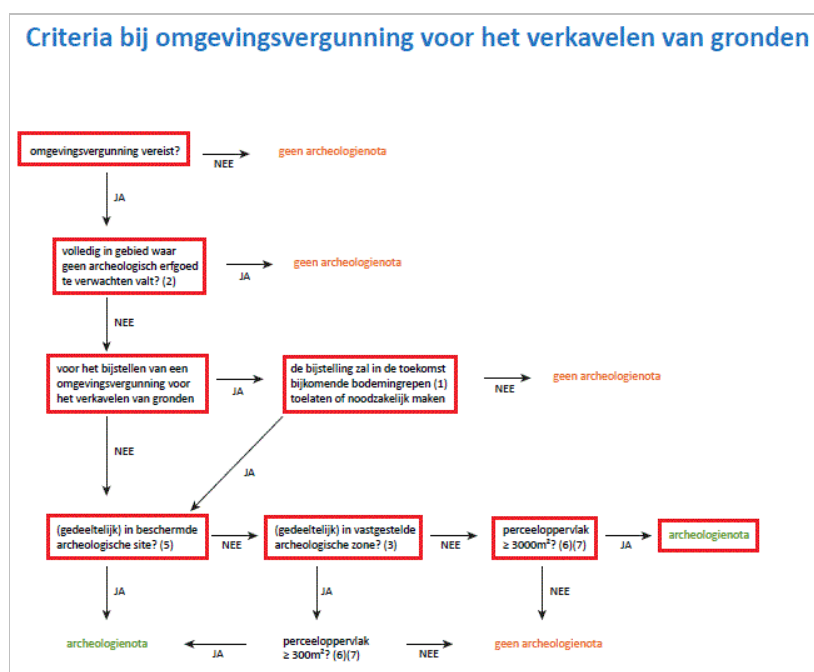 Criteria bij omgevingsvergunning voor het verkavelen van gronden
omgevingsvergunning vereist?
NEE
geen archeologienota
JA
volledig in gebied waar
geen archeologisch erfgoed
te verwachten valt? (2)
JA
geen archeologienota
NEE
voor het bijstellen van een
omgevingsvergunning voor
het verkavelen van gronden
JA
de bijstelling zal in de toekomst
bijkomende bodemingrepen (1)
toelaten of noodzakelijk maken
NEE
geen archeologienota
NEE
JA
(gedeeltelijk) in beschermde
archeologische site? (5)
NEE
(gedeeltelijk) in vastgestelde
archeologische zone? (3)
NEE
perceeloppervlak
≥ 3000m²? (6)(7)
JA
archeologienota
JA
JA
NEE
archeologienota
JA
perceeloppervlak
≥ 300m²? (6)(7)
NEE
geen archeologienota